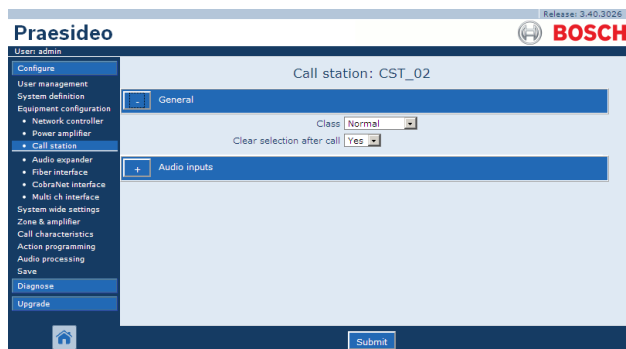 Release: 3.40.3026
Praesideo
BOSCH
User: admin
Configure
User management
System definition
Equipment configuration
• Network controller
• Power amplifier
• Call station
• Audio expander
• Fiber interface
• CobraNet interface
• Multi ch interface
System wide settings
Zone & amplifier
Call characteristics
Action programming
Audio processing
Save
Diagnose
Upgrade
Call station: CST_02
- General
Class Normal
Clear selection after call Yes
+ Audio inputs
Submit